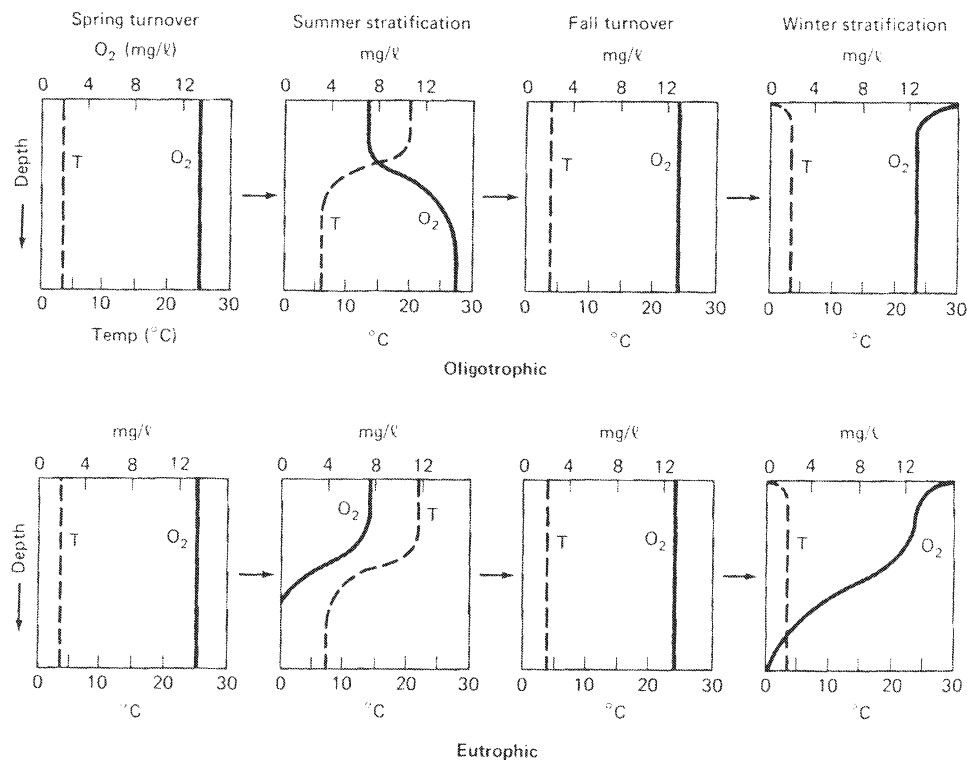 Spring turnover Summer stratification Fall turnover Winter stratification
O₂ (mg/ℓ) mg/ℓ mg/ℓ mg/ℓ
0 4 8 12 0 4 8 12 0 4 8 12 0 4 8 12
Depth
T O₂ T O₂ T O₂ T O₂
0 10 20 30 0 10 20 30 0 10 20 30 0 10 20 30
Temp (°C) °C °C °C
Oligotrophic
mg/ℓ mg/ℓ mg/ℓ mg/ℓ
0 4 8 12 0 4 8 12 0 4 8 12 0 4 8 12
Depth
T O₂ O₂ T T O₂ T O₂
0 10 20 30 0 10 20 30 0 10 20 30 0 10 20 30
°C °C °C °C
Eutrophic